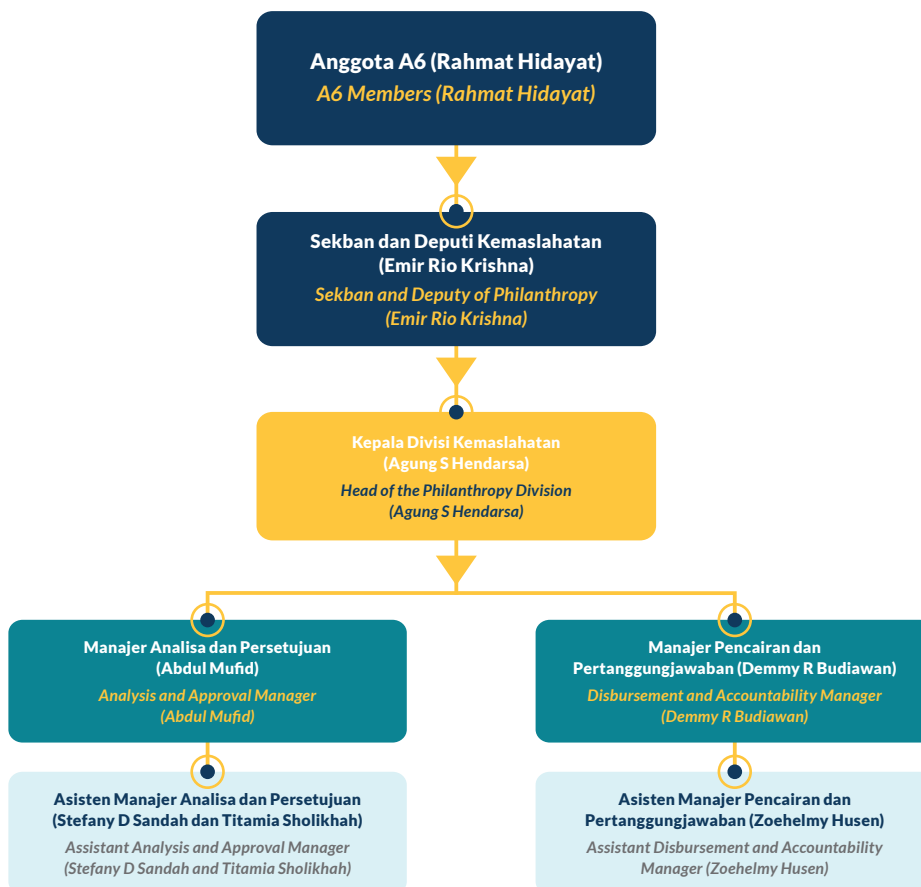 Anggota A6 (Rahmat Hidayat)
A6 Members (Rahmat Hidayat)
Sekban dan Deputi Kemaslahatan
(Emir Rio Krishna)
Sekban and Deputy of Philanthropy
(Emir Rio Krishna)
Kepala Divisi Kemaslahatan
(Agung S Hendarsa)
Head of the Philanthropy Division
(Agung S Hendarsa)
Manajer Analisa dan Persetujuan
(Abdul Mufid)
Analysis and Approval Manager
(Abdul Mufid)
Manajer Pencairan dan
Pertanggungjawaban (Demmy R Budiawan)
Disbursement and Accountability Manager
(Demmy R Budiawan)
Asisten Manajer Analisa dan Persetujuan
(Stefany D Sandah dan Titamia Sholikhah)
Assistant Analysis and Approval Manager
(Stefany D Sandah and Titamia Sholikhah)
Asisten Manajer Pencairan dan
Pertanggungjawaban (Zoehelmy Husen)
Assistant Disbursement and Accountability
Manager (Zoehelmy Husen)